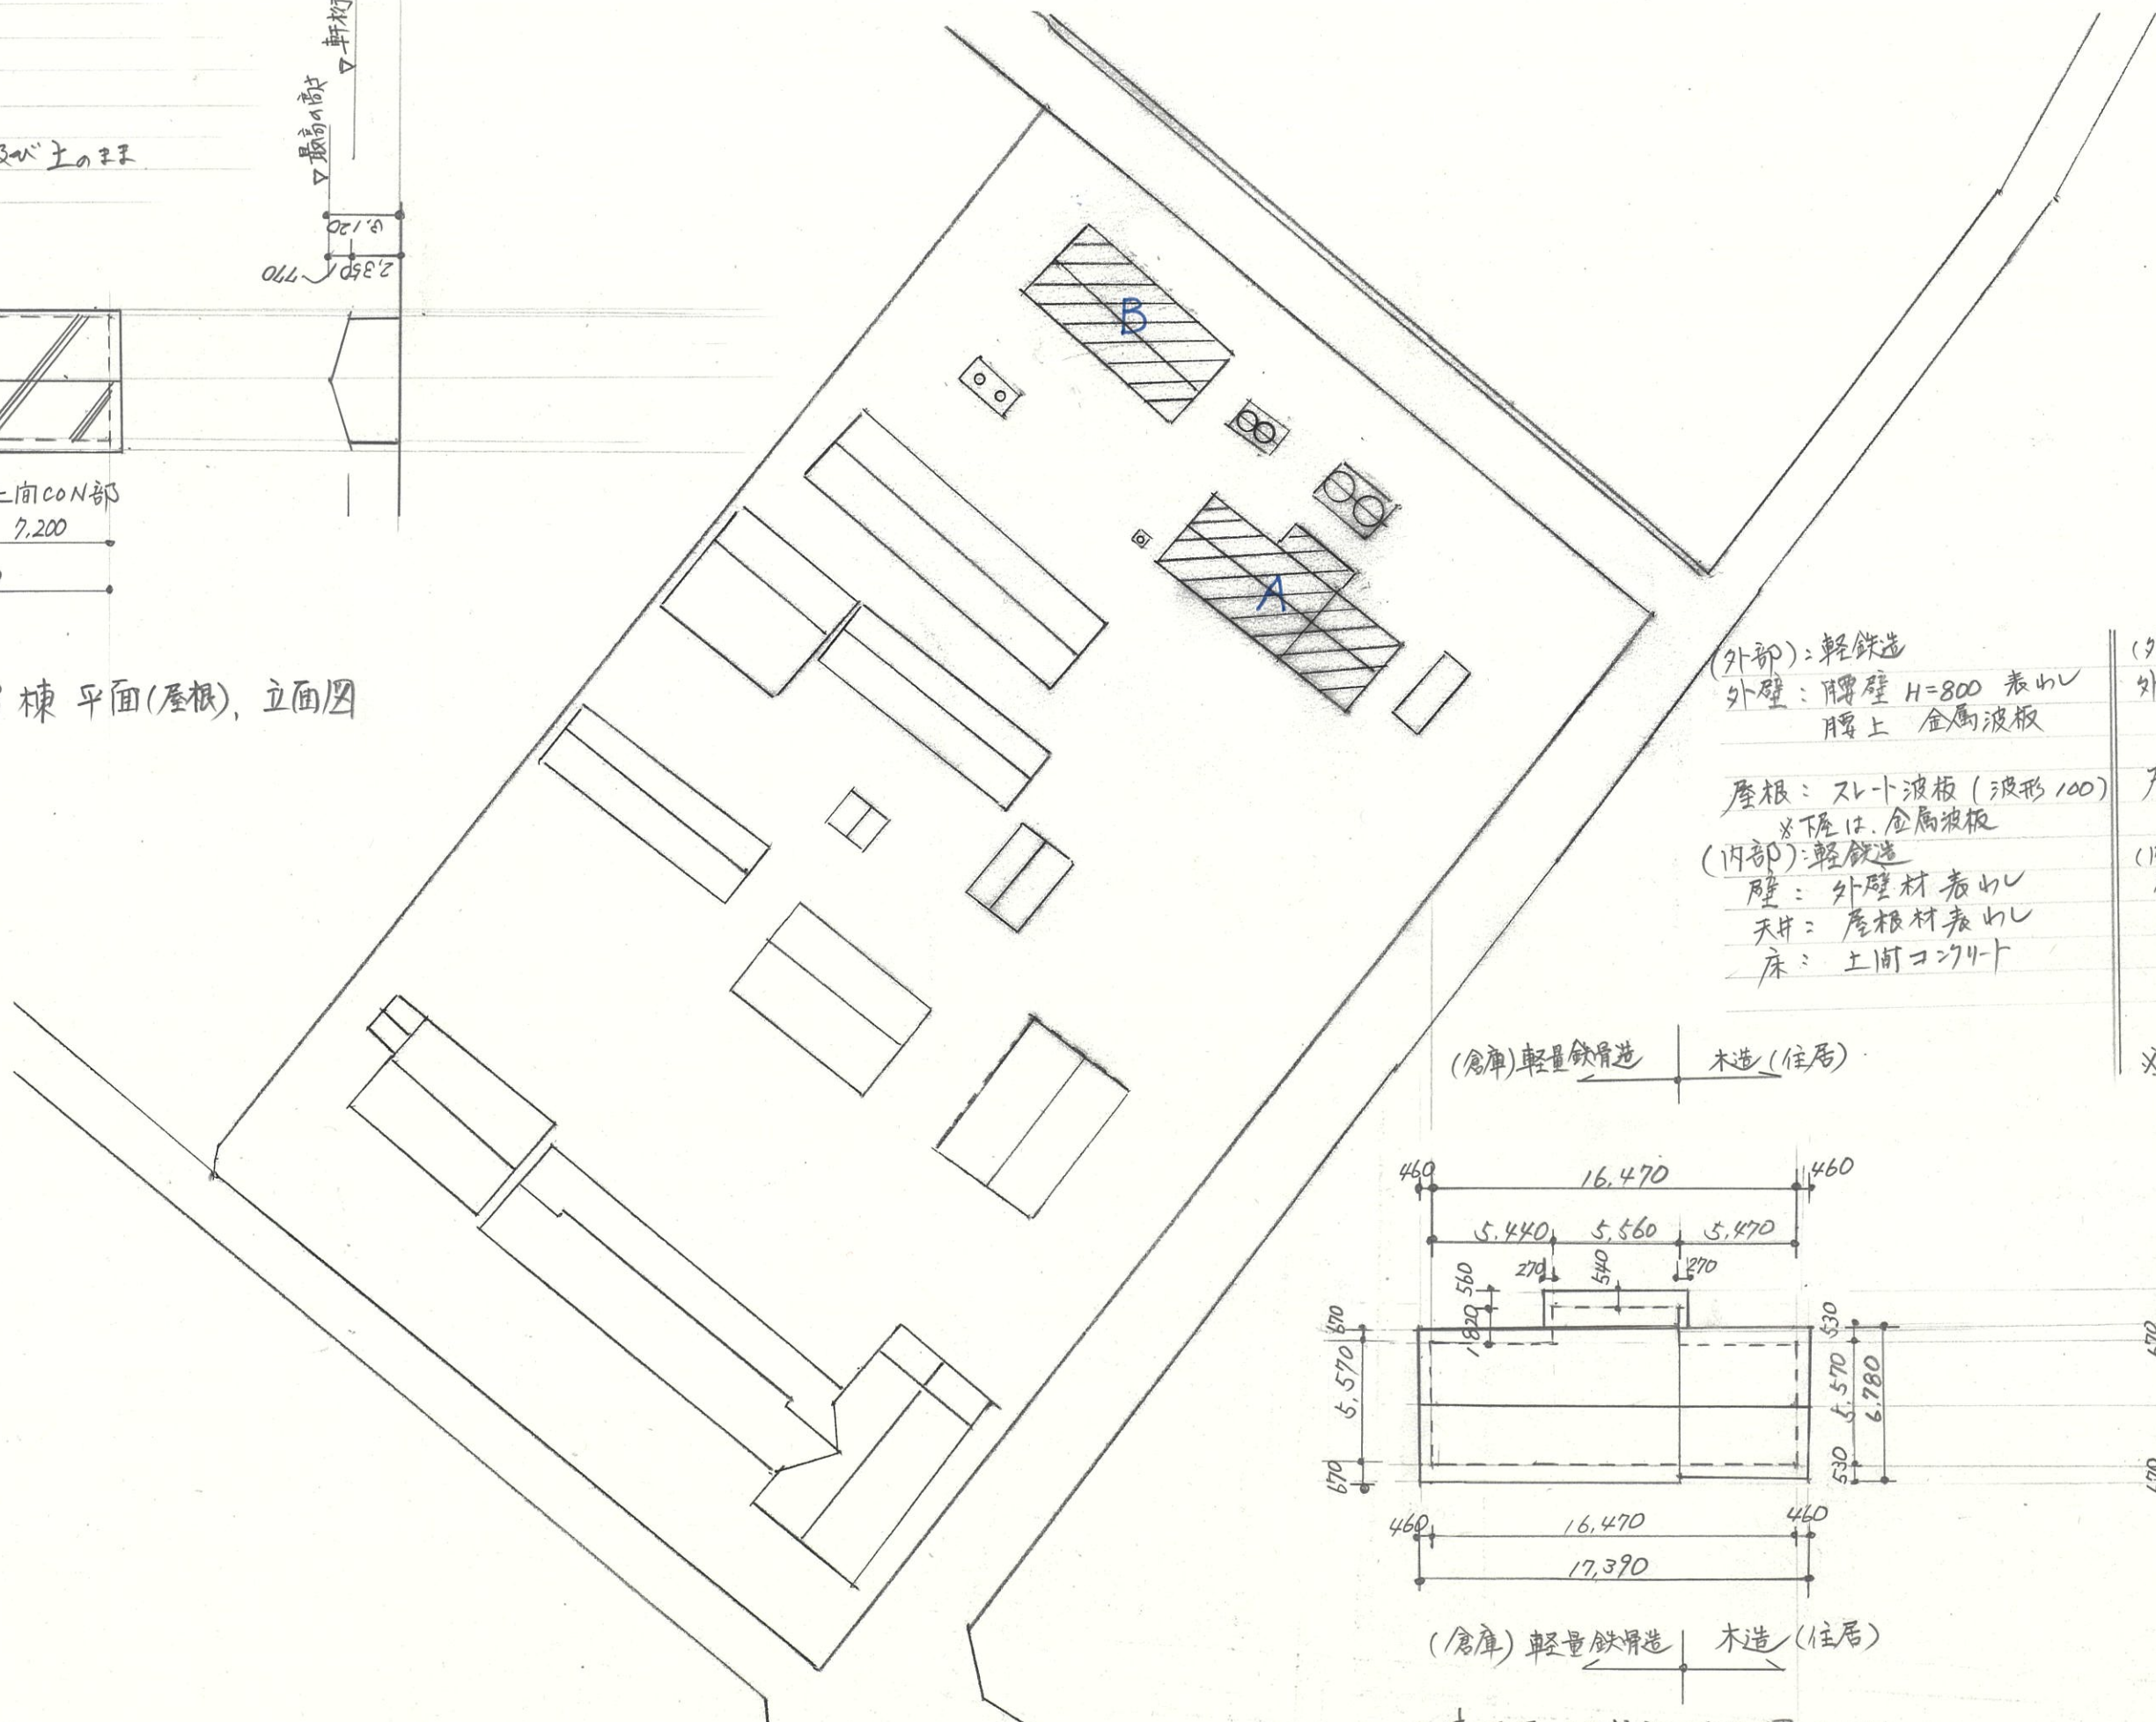 ▽軒桁
▽最高の高さ
及び土のまま
3,120
2,350
770
土間CON部
7,200
棟 平面(屋根)、立面図
B
A
(外部):軽鉄造
外壁: 腰壁 H=800 表わし
腰上 金属波板
屋根: スレート波板 (波形100)
※下屋は、金属波板
(内部):軽鉄造
壁: 外壁材表わし
天井: 屋根材表わし
床: 土間コンクリート
(倉庫)軽量鉄骨造
木造(住居)
460
16,470
460
5,440
5,560
5,470
270
540
270
560
1820
670
5,570
670
530
5,570
530
6,780
460
16,470
460
17,390
(倉庫)軽量鉄骨造
木造(住居)